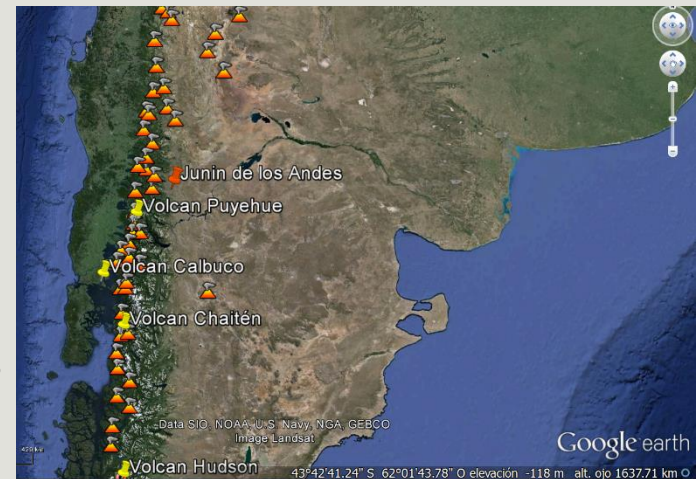 Junin de los Andes
Volcan Puyehue
Volcan Calbuco
Volcan Chaitén
Data SIO, NOAA, U.S. Navy, NGA, GEBCO
Image Landsat
Google earth
Volcan Hudson
43°42'41.24" S 62°01'43.78" O elevación -118 m alt. ojo 1637.71 km